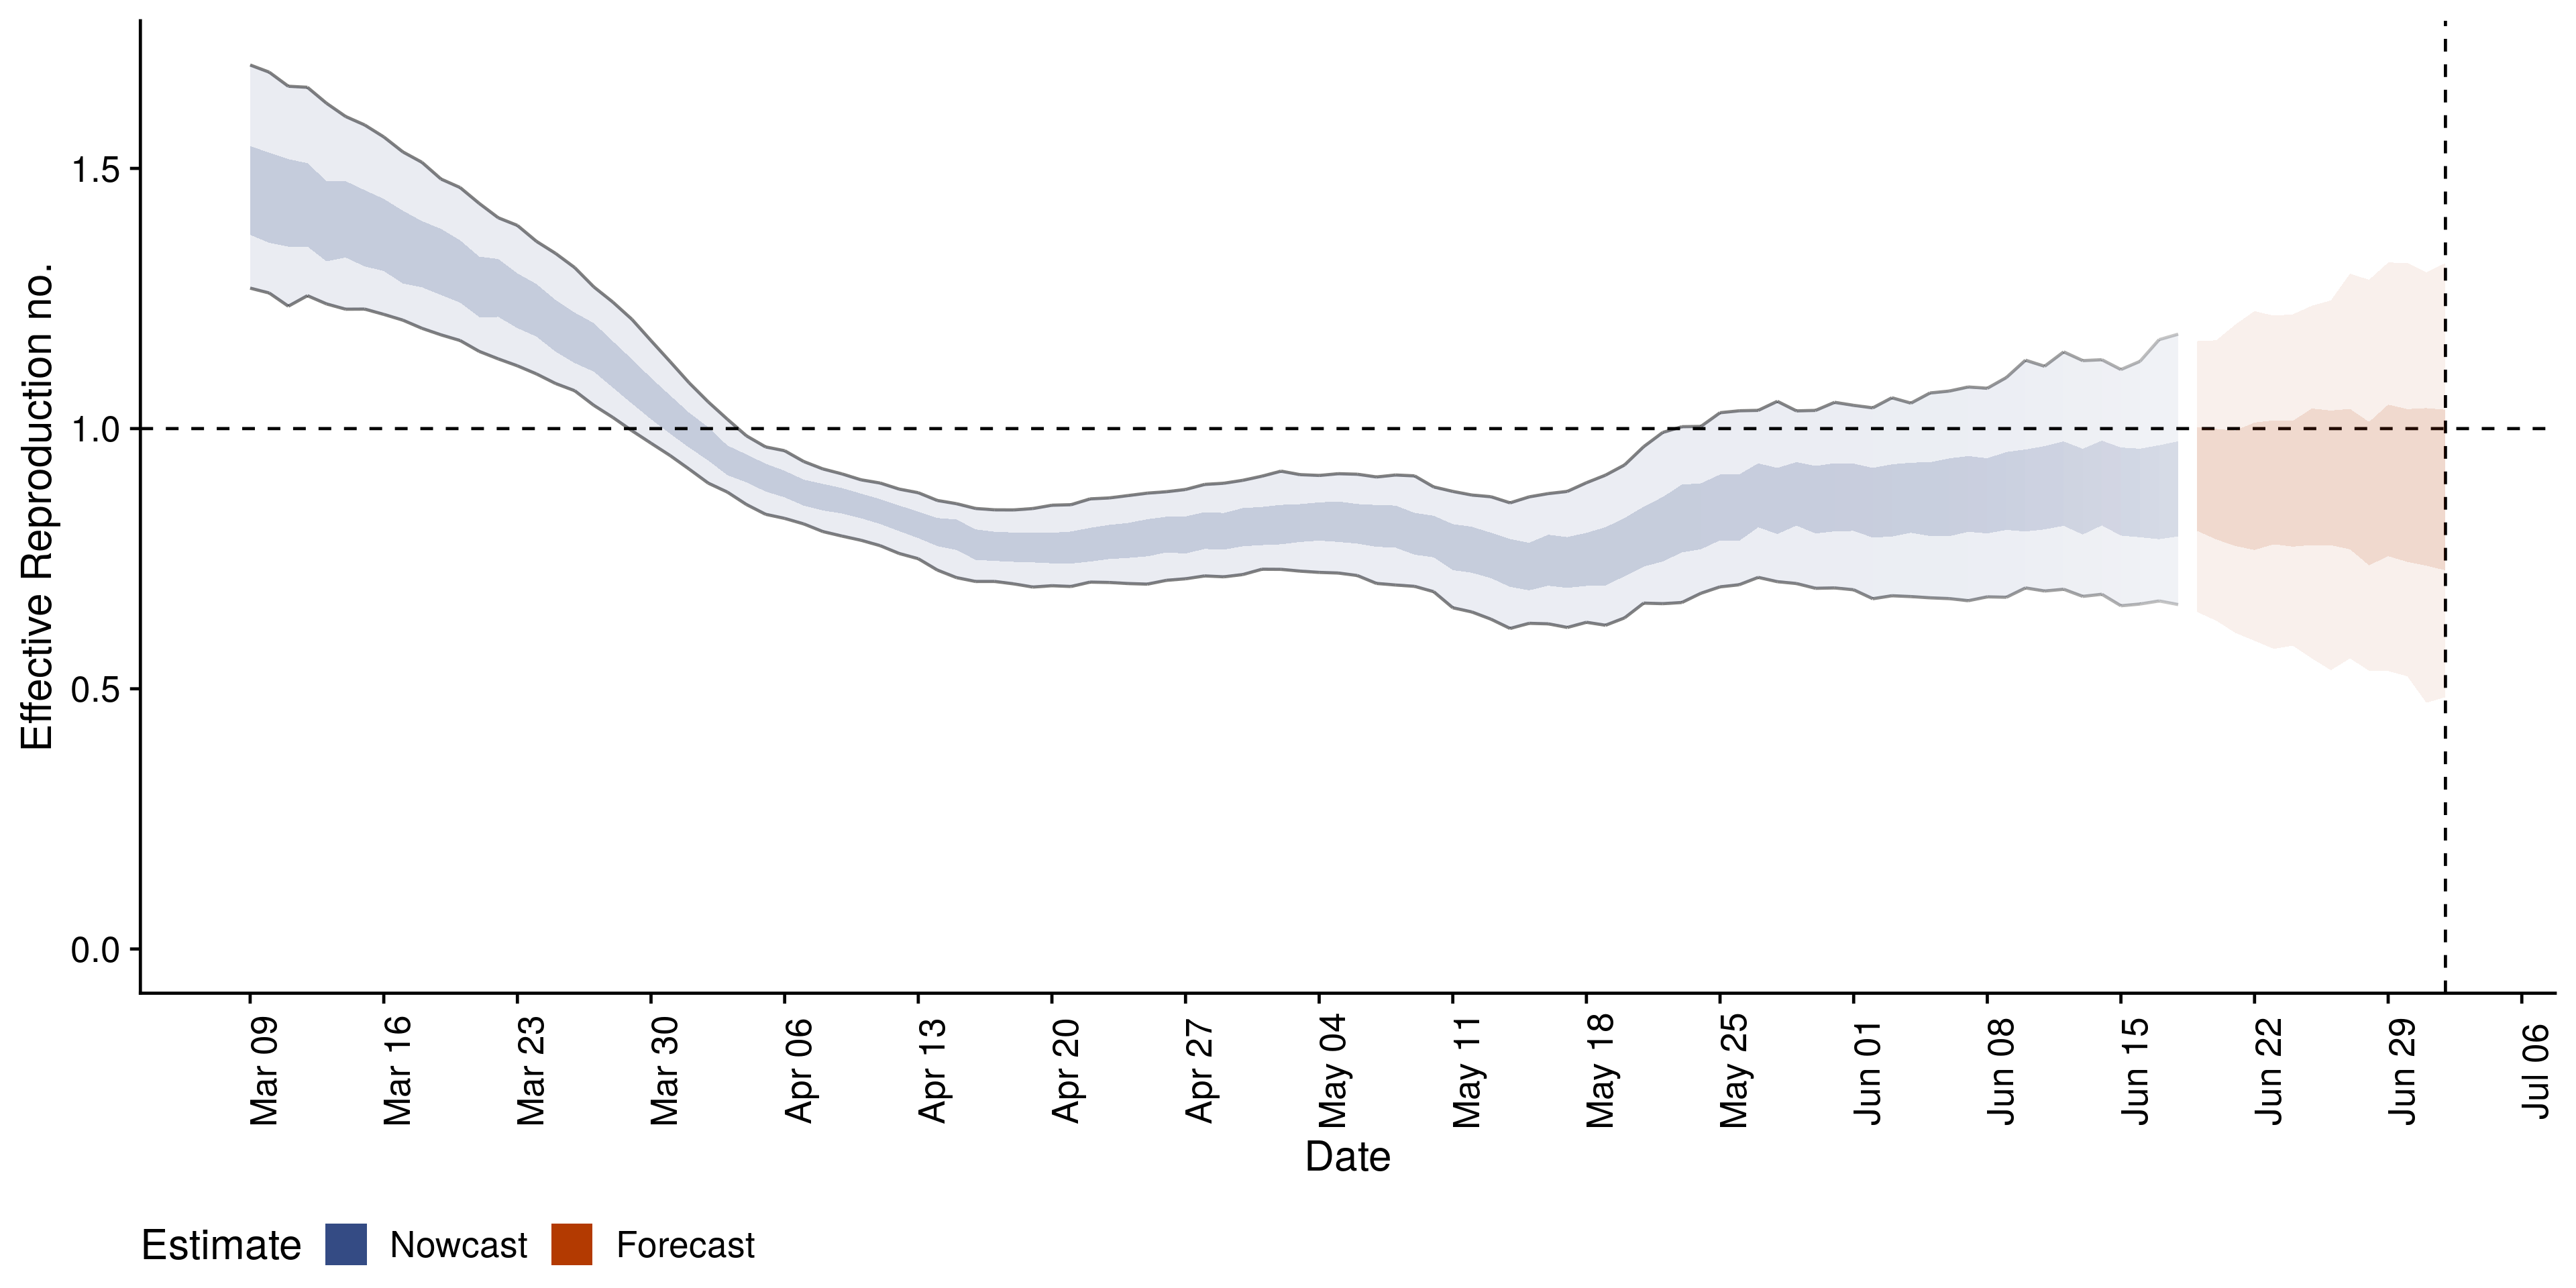 Effective Reproduction no.
1.5
1.0
0.5
0.0
Mar 09
Mar 16
Mar 23
Mar 30
Apr 06
Apr 13
Apr 20
Apr 27
May 04
May 11
May 18
May 25
Jun 01
Jun 08
Jun 15
Jun 22
Jun 29
Jul 06
Date
Estimate Nowcast Forecast